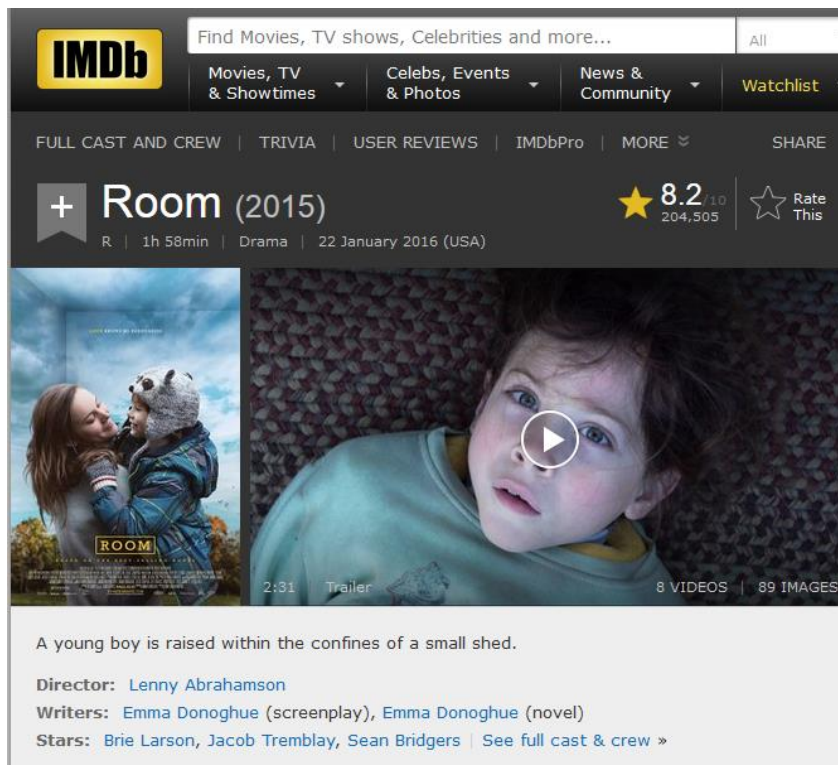 IMDb
Find Movies, TV shows, Celebrities and more...
All
Movies, TV
& Showtimes
Celebs, Events
& Photos
News &
Community
Watchlist
FULL CAST AND CREW | TRIVIA | USER REVIEWS | IMDbPro | MORE
SHARE
+ Room (2015)
8.2/10
204,505
Rate
This
R | 1h 58min | Drama | 22 January 2016 (USA)
ROOM
2:31 Trailer
8 VIDEOS | 89 IMAGES
A young boy is raised within the confines of a small shed.
Director: Lenny Abrahamson
Writers: Emma Donoghue (screenplay), Emma Donoghue (novel)
Stars: Brie Larson, Jacob Tremblay, Sean Bridgers | See full cast & crew »